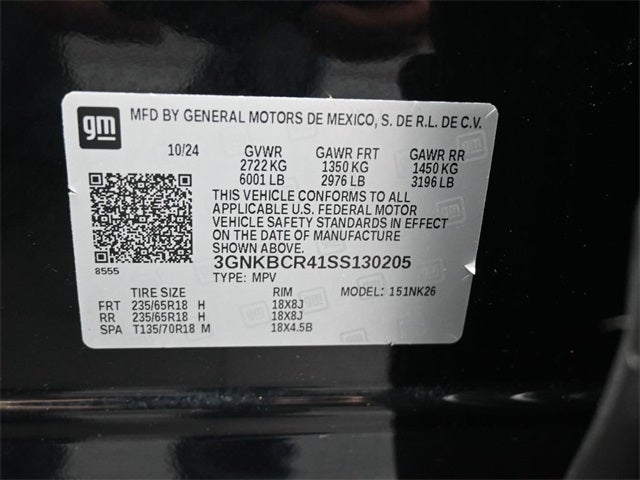 gm
MFD BY GENERAL MOTORS DE MEXICO, S. DE R.L. DE C.V.
10/24 GVWR GAWR FRT GAWR RR
2722 KG 1350 KG 1450 KG
6001 LB 2976 LB 3196 LB
THIS VEHICLE CONFORMS TO ALL
APPLICABLE U.S. FEDERAL MOTOR
VEHICLE SAFETY STANDARDS IN EFFECT
ON THE DATE OF MANUFACTURE
SHOWN ABOVE.
8555 3GNKBCR41SS130205
TYPE: MPV
TIRE SIZE RIM MODEL: 151NK26
FRT 235/65R18 H 18X8J
RR 235/65R18 H 18X8J
SPA T135/70R18 M 18X4.5B